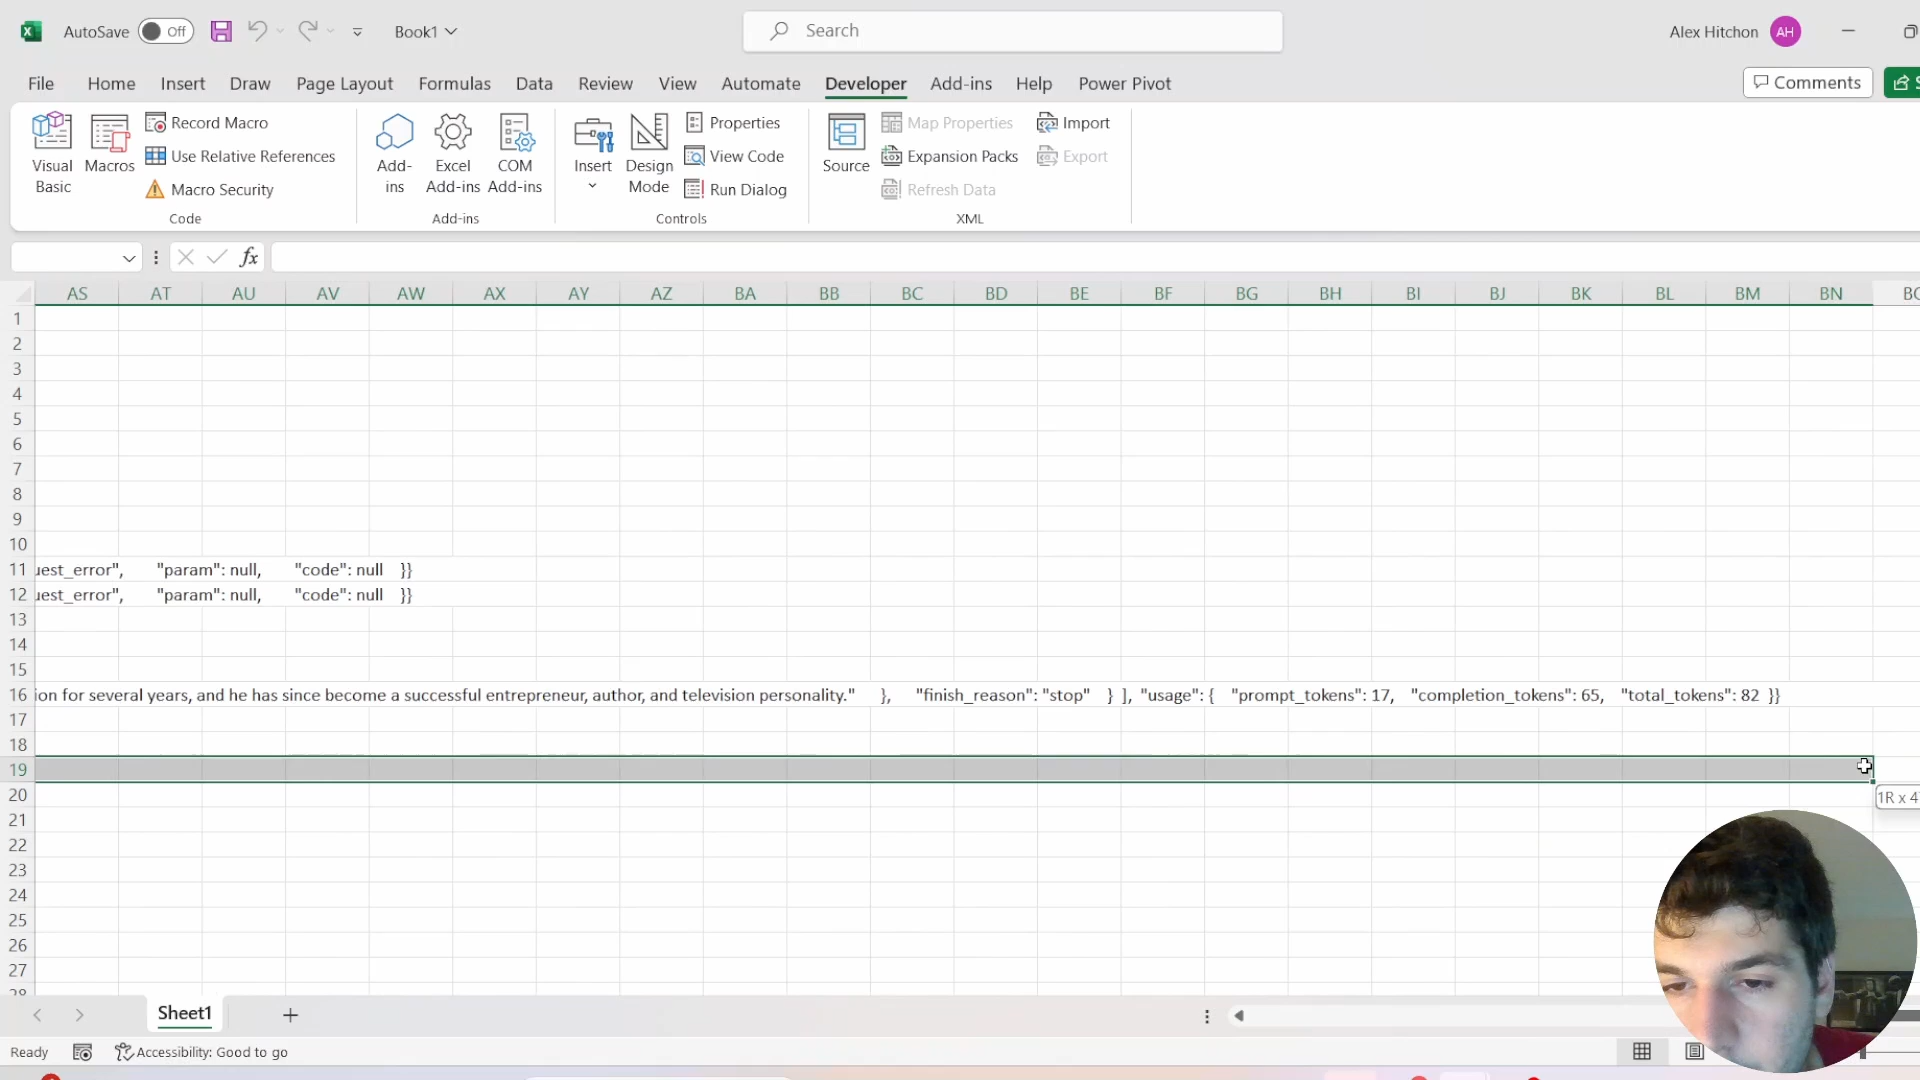 AutoSave Off Book1 Search Alex Hitchon AH
File Home Insert Draw Page Layout Formulas Data Review View Automate Developer Add-ins Help Power Pivot Comments
Visual Basic
Macros
Record Macro
Use Relative References
Macro Security
Code
Add-ins
Excel Add-ins
COM Add-ins
Add-ins
Insert
Design Mode
Properties
View Code
Run Dialog
Controls
Source
Map Properties
Expansion Packs
Refresh Data
Import
Export
XML
fx
AS AT AU AV AW AX AY AZ BA BB BC BD BE BF BG BH BI BJ BK BL BM BN
1
2
3
4
5
6
7
8
9
10
11 uest_error", "param": null, "code": null }}
12 uest_error", "param": null, "code": null }}
13
14
15
16 ion for several years, and he has since become a successful entrepreneur, author, and television personality." }, "finish_reason": "stop" } ], "usage": { "prompt_tokens": 17, "completion_tokens": 65, "total_tokens": 82 }}
17
18
19
1R x 4
20
21
22
23
24
25
26
27
28
Sheet1
Ready Accessibility: Good to go